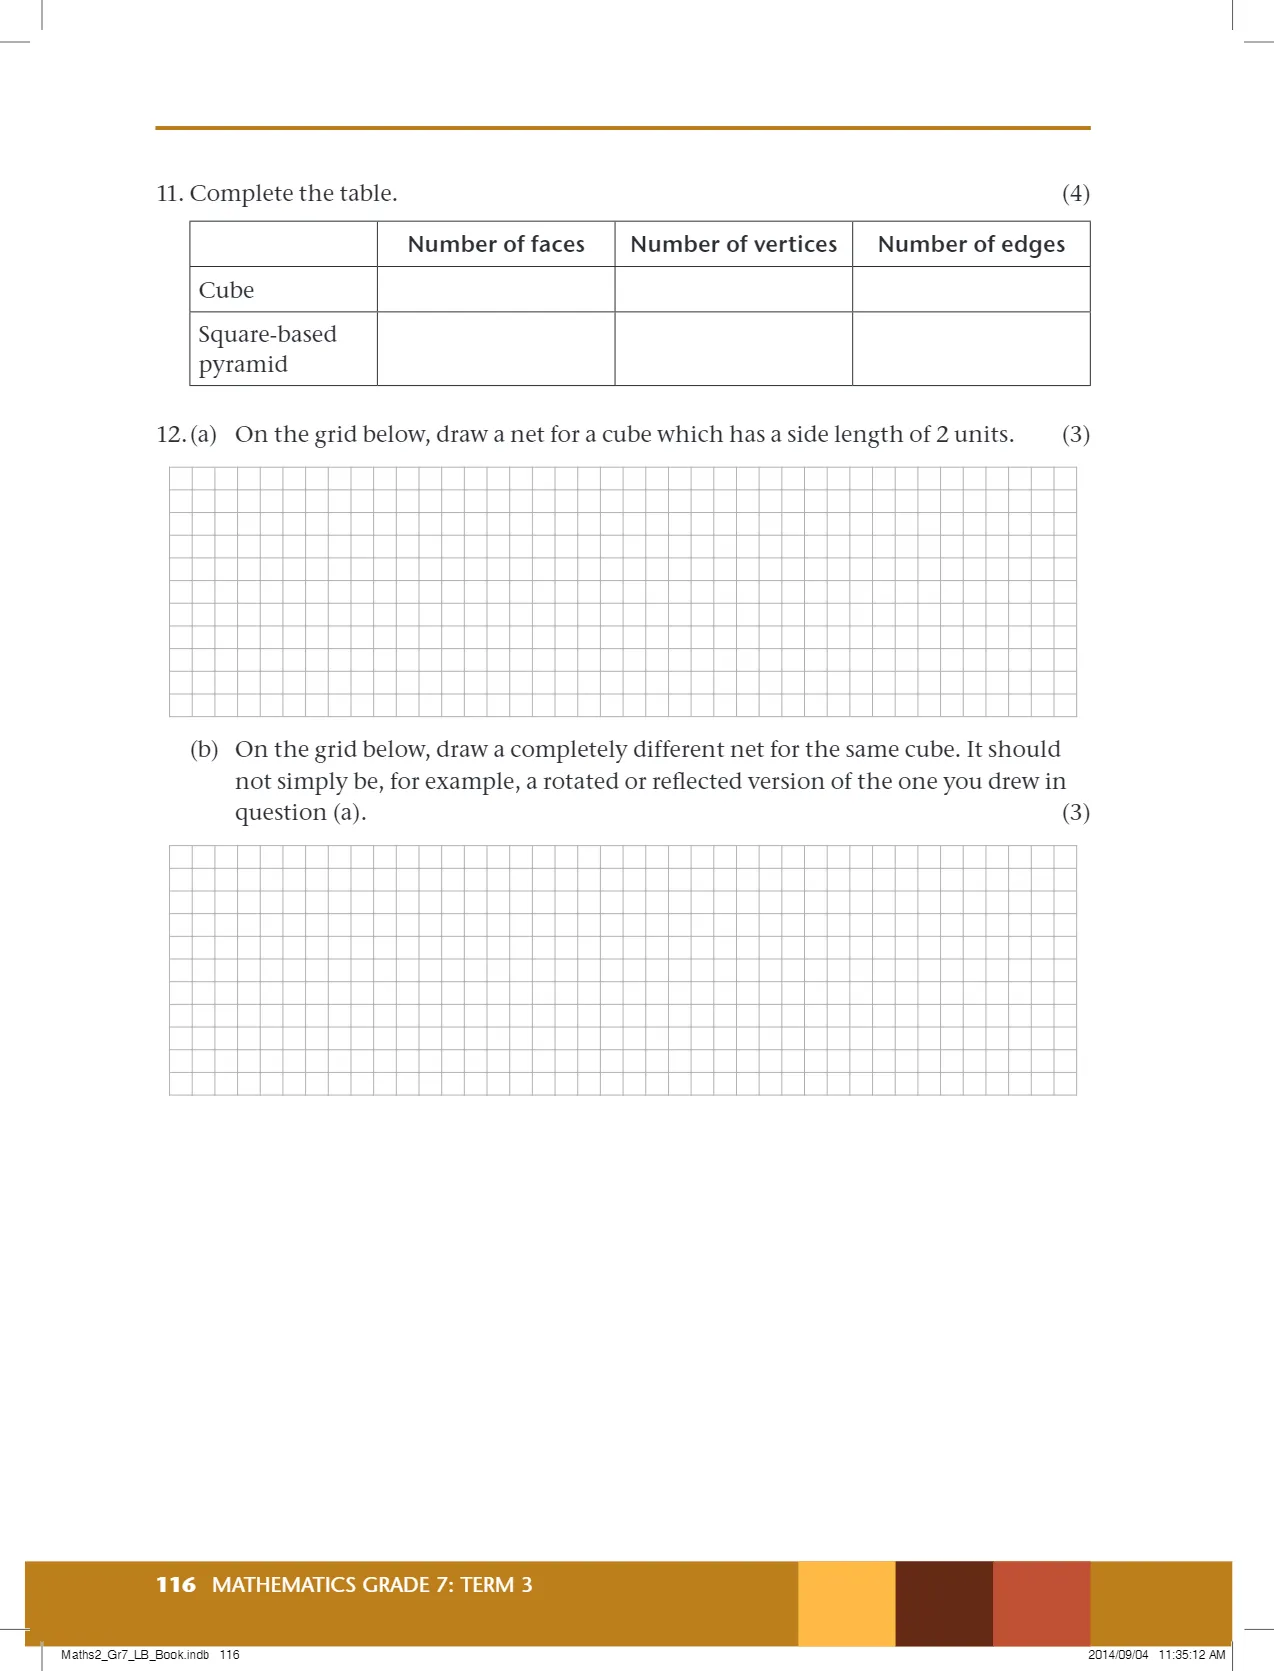 11. Complete the table. (4)
Number of faces Number of vertices Number of edges
Cube
Square-based
pyramid
12. (a) On the grid below, draw a net for a cube which has a side length of 2 units. (3)
(b) On the grid below, draw a completely different net for the same cube. It should
not simply be, for example, a rotated or reflected version of the one you drew in
question (a). (3)
116 MATHEMATICS GRADE 7: TERM 3
Maths2_Gr7_LB_Book.indb 116 2014/09/04 11:35:12 AM